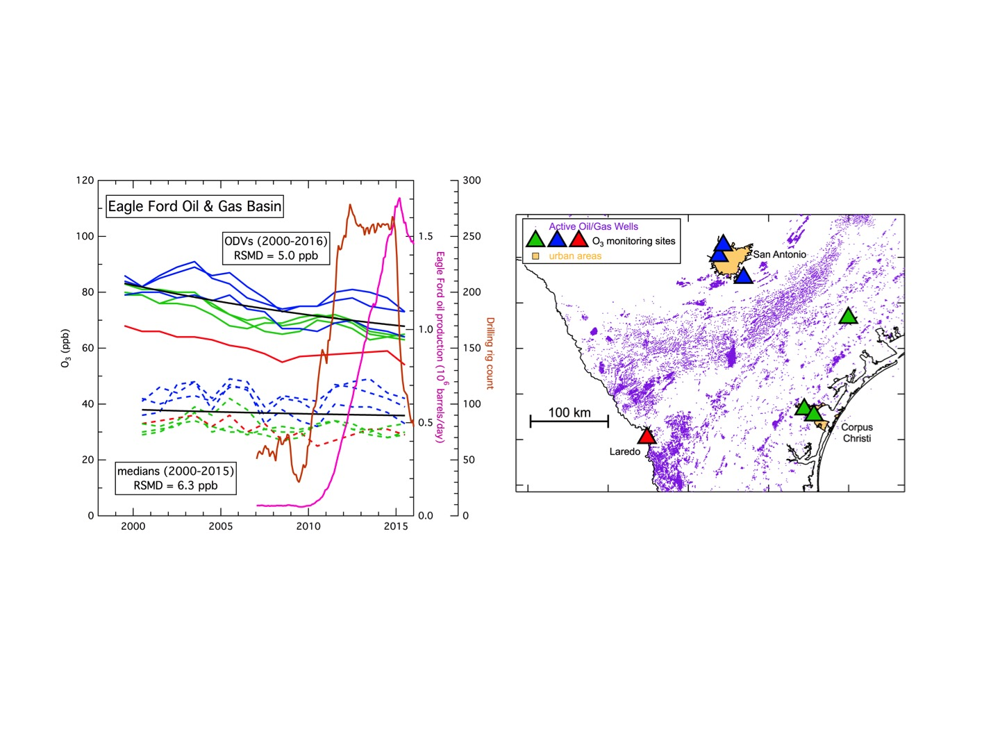 Eagle Ford Oil & Gas Basin
ODVs (2000-2016)
RSMD = 5.0 ppb
medians (2000-2015)
RSMD = 6.3 ppb
O3 (ppb)
120
100
80
60
40
20
0
2000
2005
2010
2015
1.5
1.0
0.5
0.0
Eagle Ford oil production (10^6 barrels/day)
300
250
200
150
100
50
0
Drilling rig count
Active Oil/Gas Wells
O3 monitoring sites
urban areas
San Antonio
100 km
Laredo
Corpus
Christi